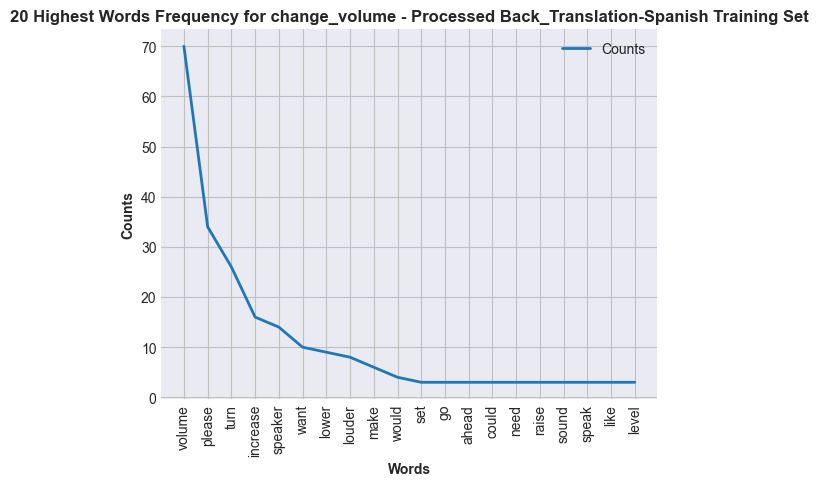 20 Highest Words Frequency for change_volume - Processed Back_Translation-Spanish Training Set
Counts
70
60
50
40
30
20
10
0
Counts
volume
please
turn
increase
speaker
want
lower
louder
make
would
set
go
ahead
could
need
raise
sound
speak
like
level
Words